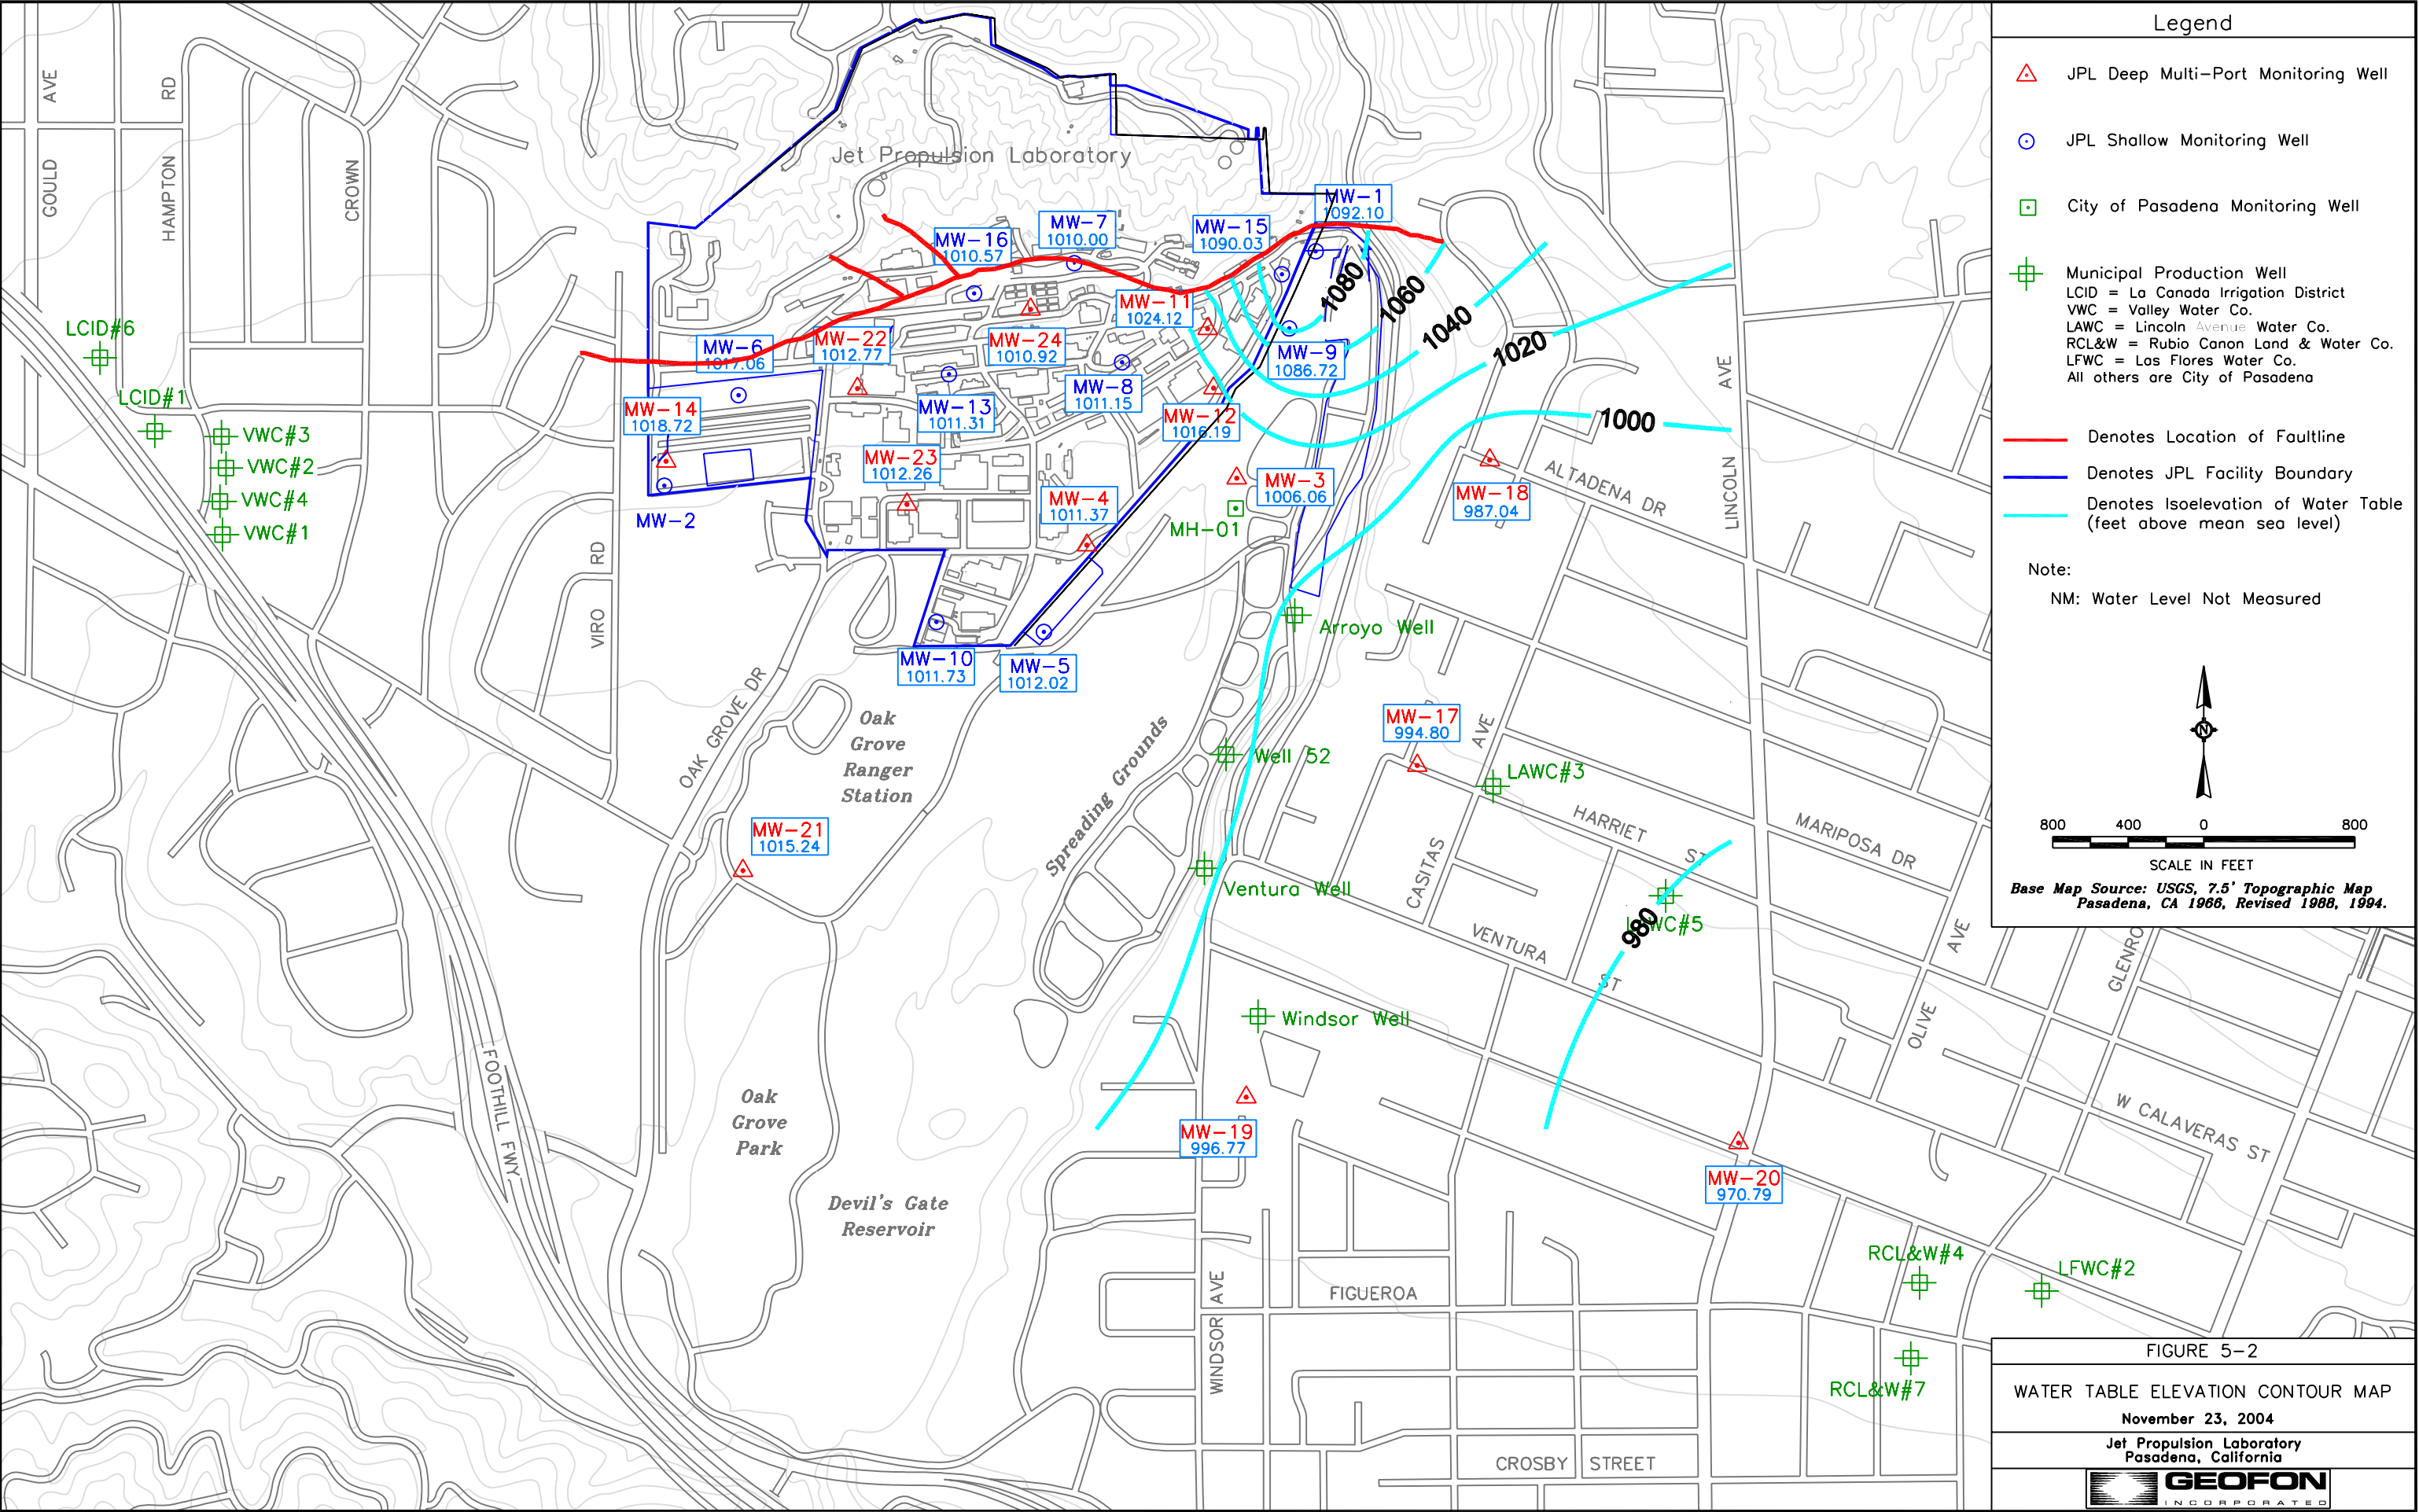 Legend
JPL Deep Multi-Port Monitoring Well
JPL Shallow Monitoring Well
City of Pasadena Monitoring Well
Municipal Production Well
LCID = La Canada Irrigation District
VWC = Valley Water Co.
LAWC = Lincoln Avenue Water Co.
RCL&W = Rubio Canon Land & Water Co.
LFWC = Las Flores Water Co.
All others are City of Pasadena
Denotes Location of Faultline
Denotes JPL Facility Boundary
Denotes Isoelevation of Water Table
(feet above mean sea level)
Note:
NM: Water Level Not Measured
N
800 400 0 800
SCALE IN FEET
Base Map Source: USGS, 7.5' Topographic Map
Pasadena, CA 1966, Revised 1988, 1994.
FIGURE 5-2
WATER TABLE ELEVATION CONTOUR MAP
November 23, 2004
Jet Propulsion Laboratory
Pasadena, California
GEOFON
INCORPORATED
GOULD AVE
HAMPTON RD
CROWN
Jet Propulsion Laboratory
MW-1
1092.10
MW-7
1010.00
MW-15
1090.03
MW-16
1010.57
MW-11
1024.12
1080
1060
1040
1020
1000
LCID#6
MW-6
1017.06
MW-22
1012.77
MW-24
1010.92
MW-9
1086.72
LCID#1
MW-8
1011.15
MW-13
1011.31
MW-14
1018.72
MW-12
1016.19
VWC#3
VWC#2
VWC#4
VWC#1
MW-23
1012.26
MW-3
1006.06
MW-4
1011.37
MW-18
987.04
ALTADENA DR
LINCOLN AVE
MW-2
MH-01
VIRO RD
Arroyo Well
MW-10
1011.73
MW-5
1012.02
OAK GROVE DR
Oak
Grove
Ranger
Station
Spreading Grounds
MW-17
994.80
CASITAS AVE
Well 52
LAWC#3
HARRIET ST
MARIPOSA DR
MW-21
1015.24
Ventura Well
980
WC#5
VENTURA ST
OLIVE AVE
GLENRO
Windsor Well
FOOTHILL FWY.
Oak
Grove
Park
MW-19
996.77
W CALAVERAS ST
MW-20
970.79
Devil's Gate
Reservoir
RCL&W#4
LFWC#2
WINDSOR AVE
FIGUEROA
RCL&W#7
CROSBY STREET